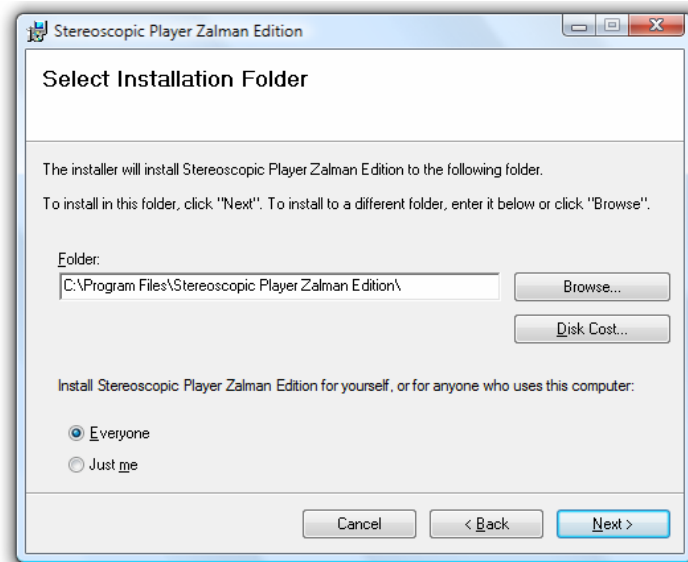 Stereoscopic Player Zalman Edition
Select Installation Folder
The installer will install Stereoscopic Player Zalman Edition to the following folder.
To install in this folder, click "Next". To install to a different folder, enter it below or click "Browse".
Folder:
C:\Program Files\Stereoscopic Player Zalman Edition\
Browse...
Disk Cost...
Install Stereoscopic Player Zalman Edition for yourself, or for anyone who uses this computer:
Everyone
Just me
Cancel
< Back
Next >